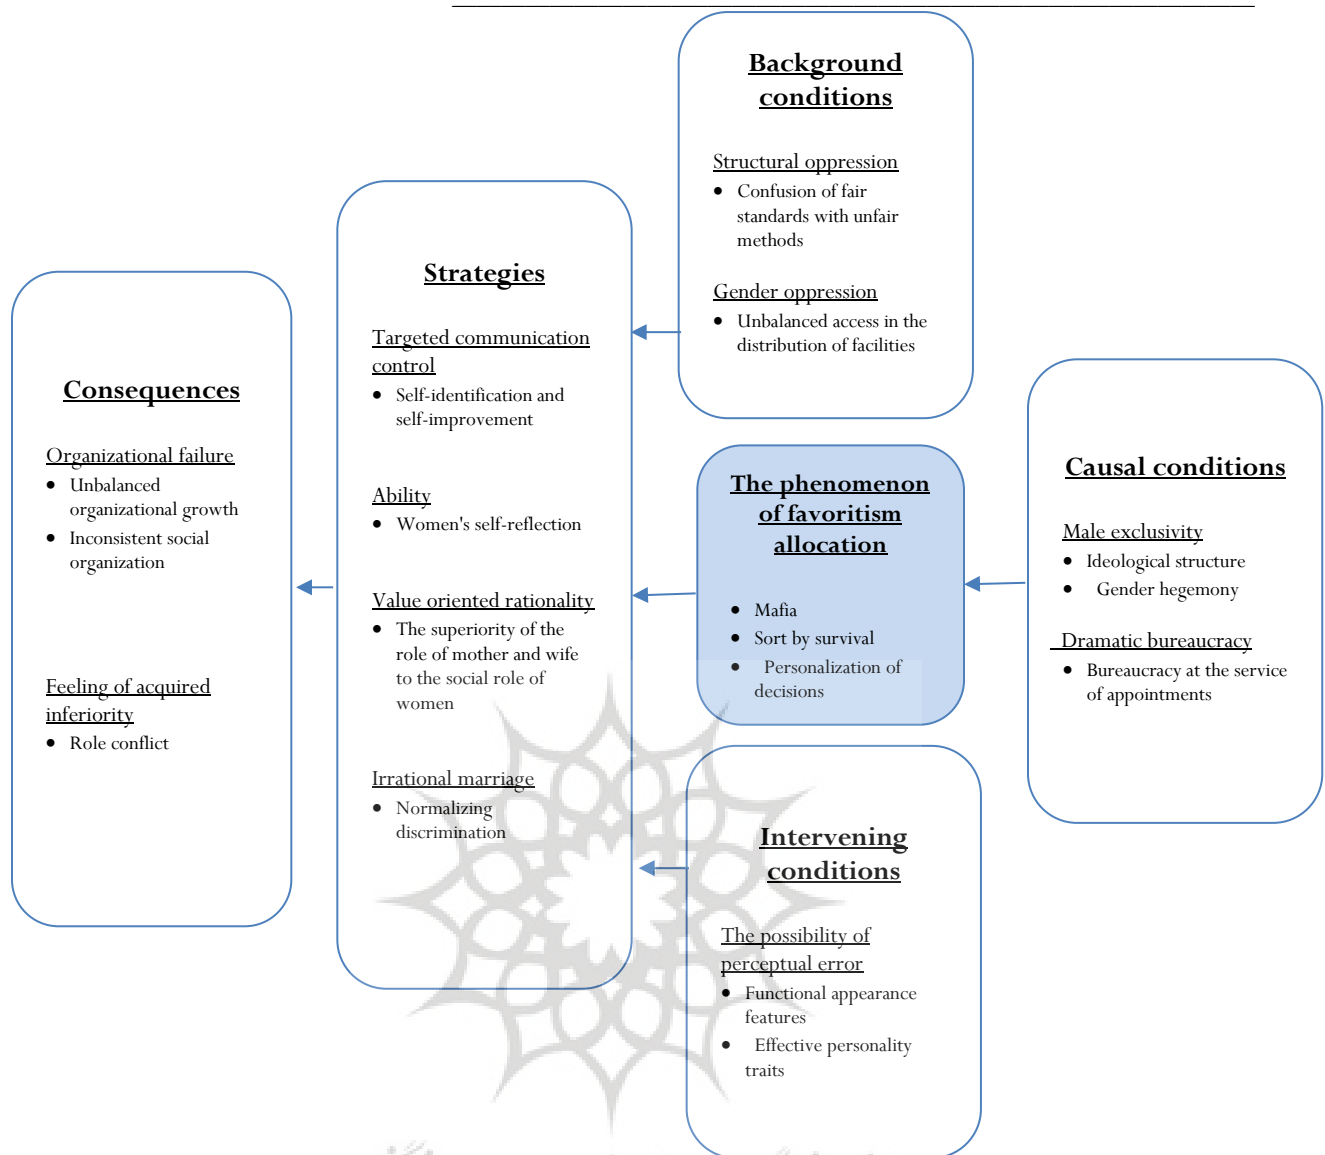 Background
conditions
Structural oppression
• Confusion of fair
standards with unfair
methods
Gender oppression
• Unbalanced access in the
distribution of facilities
Strategies
Targeted communication
control
• Self-identification and
self-improvement
Ability
• Women's self-reflection
Value oriented rationality
• The superiority of the
role of mother and wife
to the social role of
women
Irrational marriage
• Normalizing
discrimination
Consequences
Organizational failure
• Unbalanced
organizational growth
• Inconsistent social
organization
Feeling of acquired
inferiority
• Role conflict
The phenomenon
of favoritism
allocation
• Mafia
• Sort by survival
• Personalization of
decisions
Causal conditions
Male exclusivity
• Ideological structure
• Gender hegemony
Dramatic bureaucracy
• Bureaucracy at the service
of appointments
Intervening
conditions
The possibility of
perceptual error
• Functional appearance
features
• Effective personality
traits